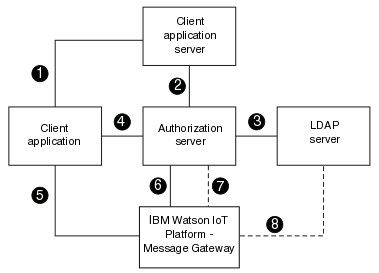 Client
application
server
1
2
Client
application
4
Authorization
server
3
LDAP
server
5
6
7
8
IBM Watson IoT
Platform -
Message Gateway